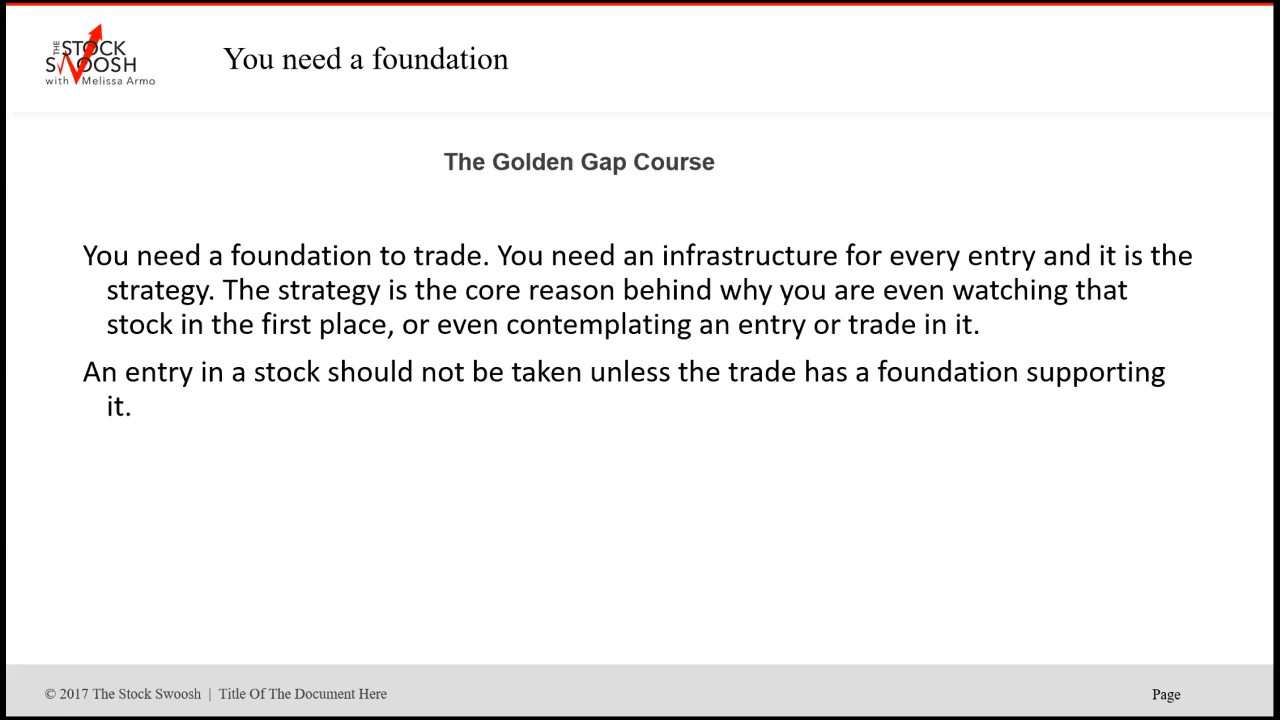 THE STOCK
SWOOSH
with Melissa Armo
You need a foundation
The Golden Gap Course
You need a foundation to trade. You need an infrastructure for every entry and it is the
strategy. The strategy is the core reason behind why you are even watching that
stock in the first place, or even contemplating an entry or trade in it.
An entry in a stock should not be taken unless the trade has a foundation supporting
it.
© 2017 The Stock Swoosh | Title Of The Document Here
Page